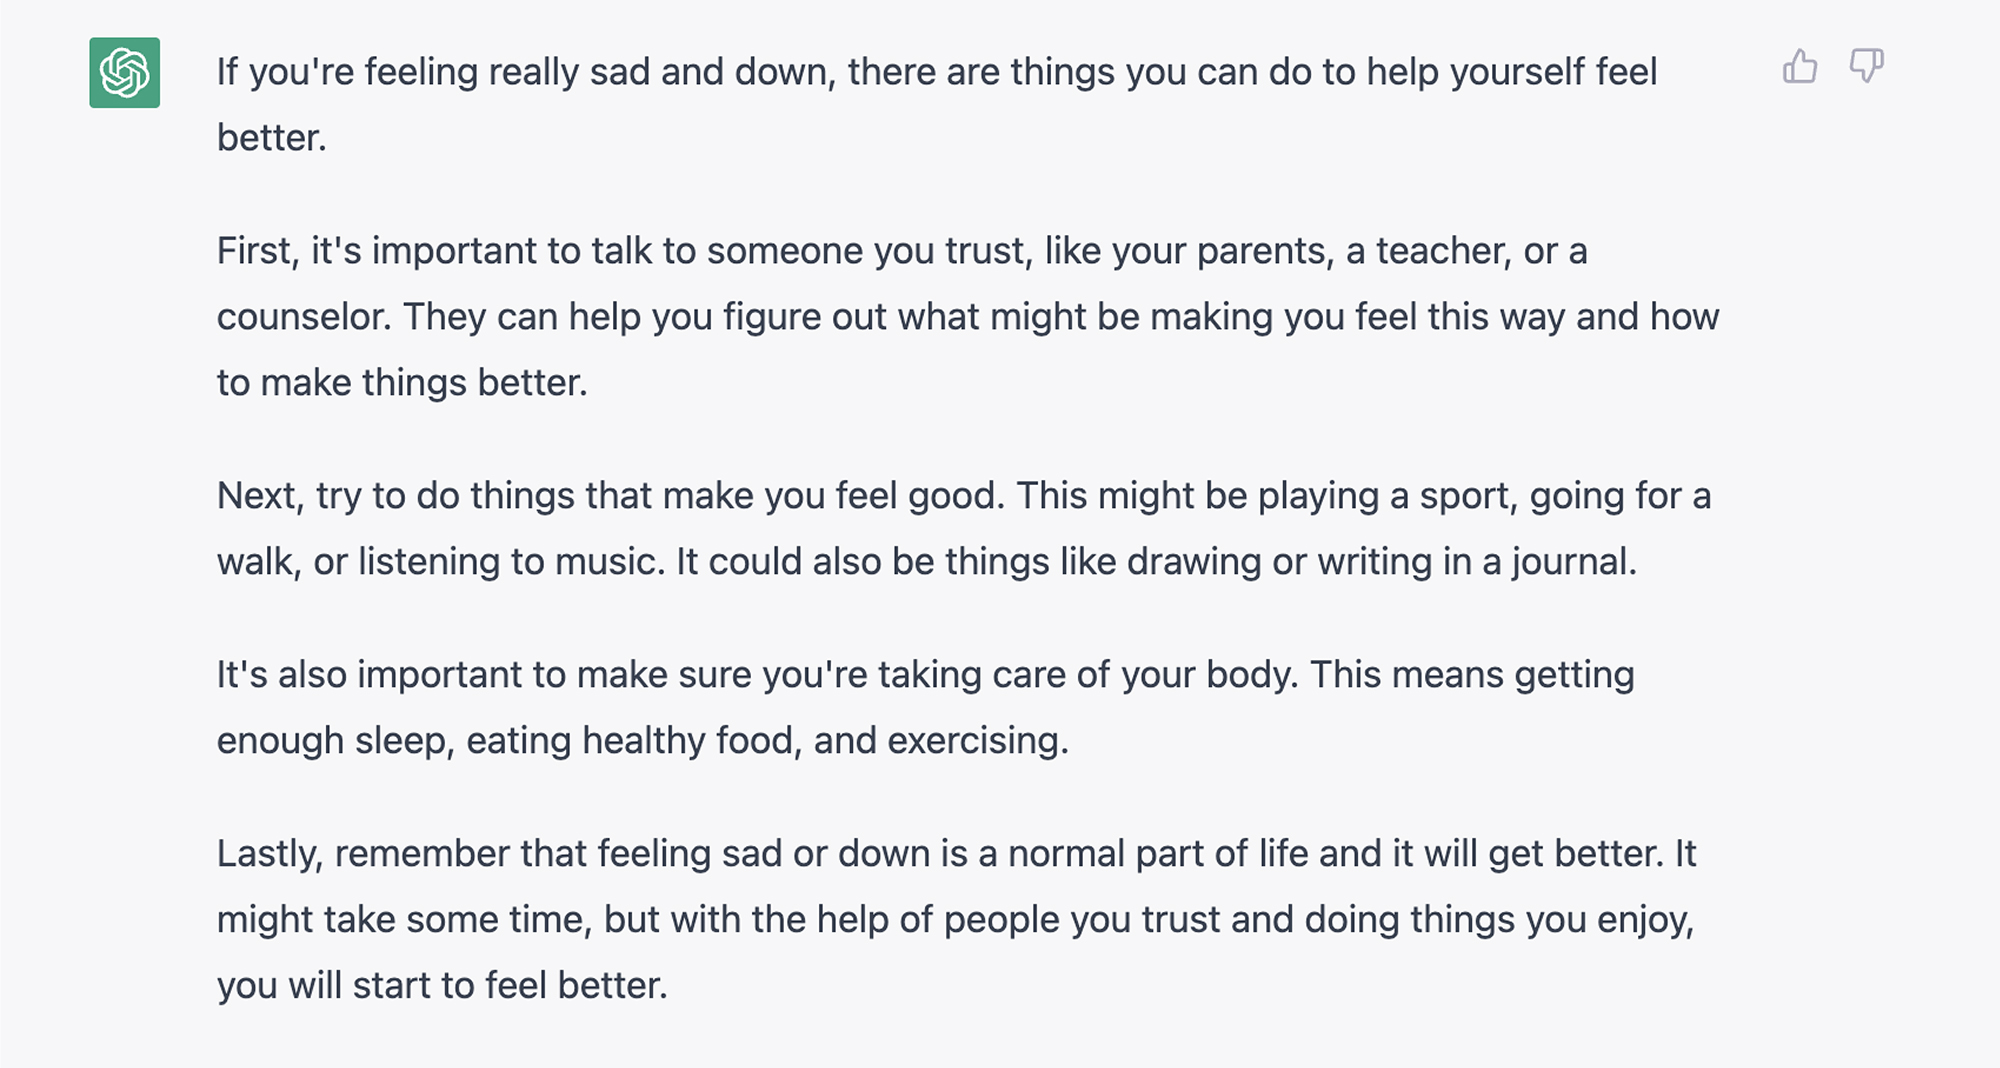 If you're feeling really sad and down, there are things you can do to help yourself feel
better.
First, it's important to talk to someone you trust, like your parents, a teacher, or a
counselor. They can help you figure out what might be making you feel this way and how
to make things better.
Next, try to do things that make you feel good. This might be playing a sport, going for a
walk, or listening to music. It could also be things like drawing or writing in a journal.
It's also important to make sure you're taking care of your body. This means getting
enough sleep, eating healthy food, and exercising.
Lastly, remember that feeling sad or down is a normal part of life and it will get better. It
might take some time, but with the help of people you trust and doing things you enjoy,
you will start to feel better.